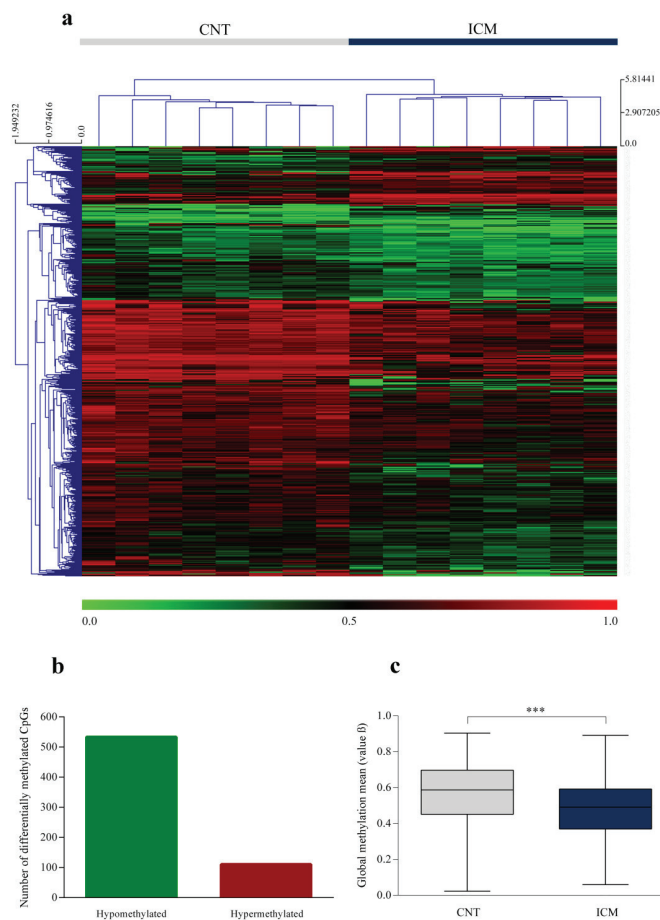 a
CNT
ICM
1.949232
0.974616
0.0
5.81441
2.907205
0.0
0.0
0.5
1.0
b
Number of differentially methylated CpGs
600
500
400
300
200
100
0
Hypomethylated
Hypermethylated
c
***
Global methylation mean (value ß)
1.0
0.8
0.6
0.4
0.2
0.0
CNT
ICM